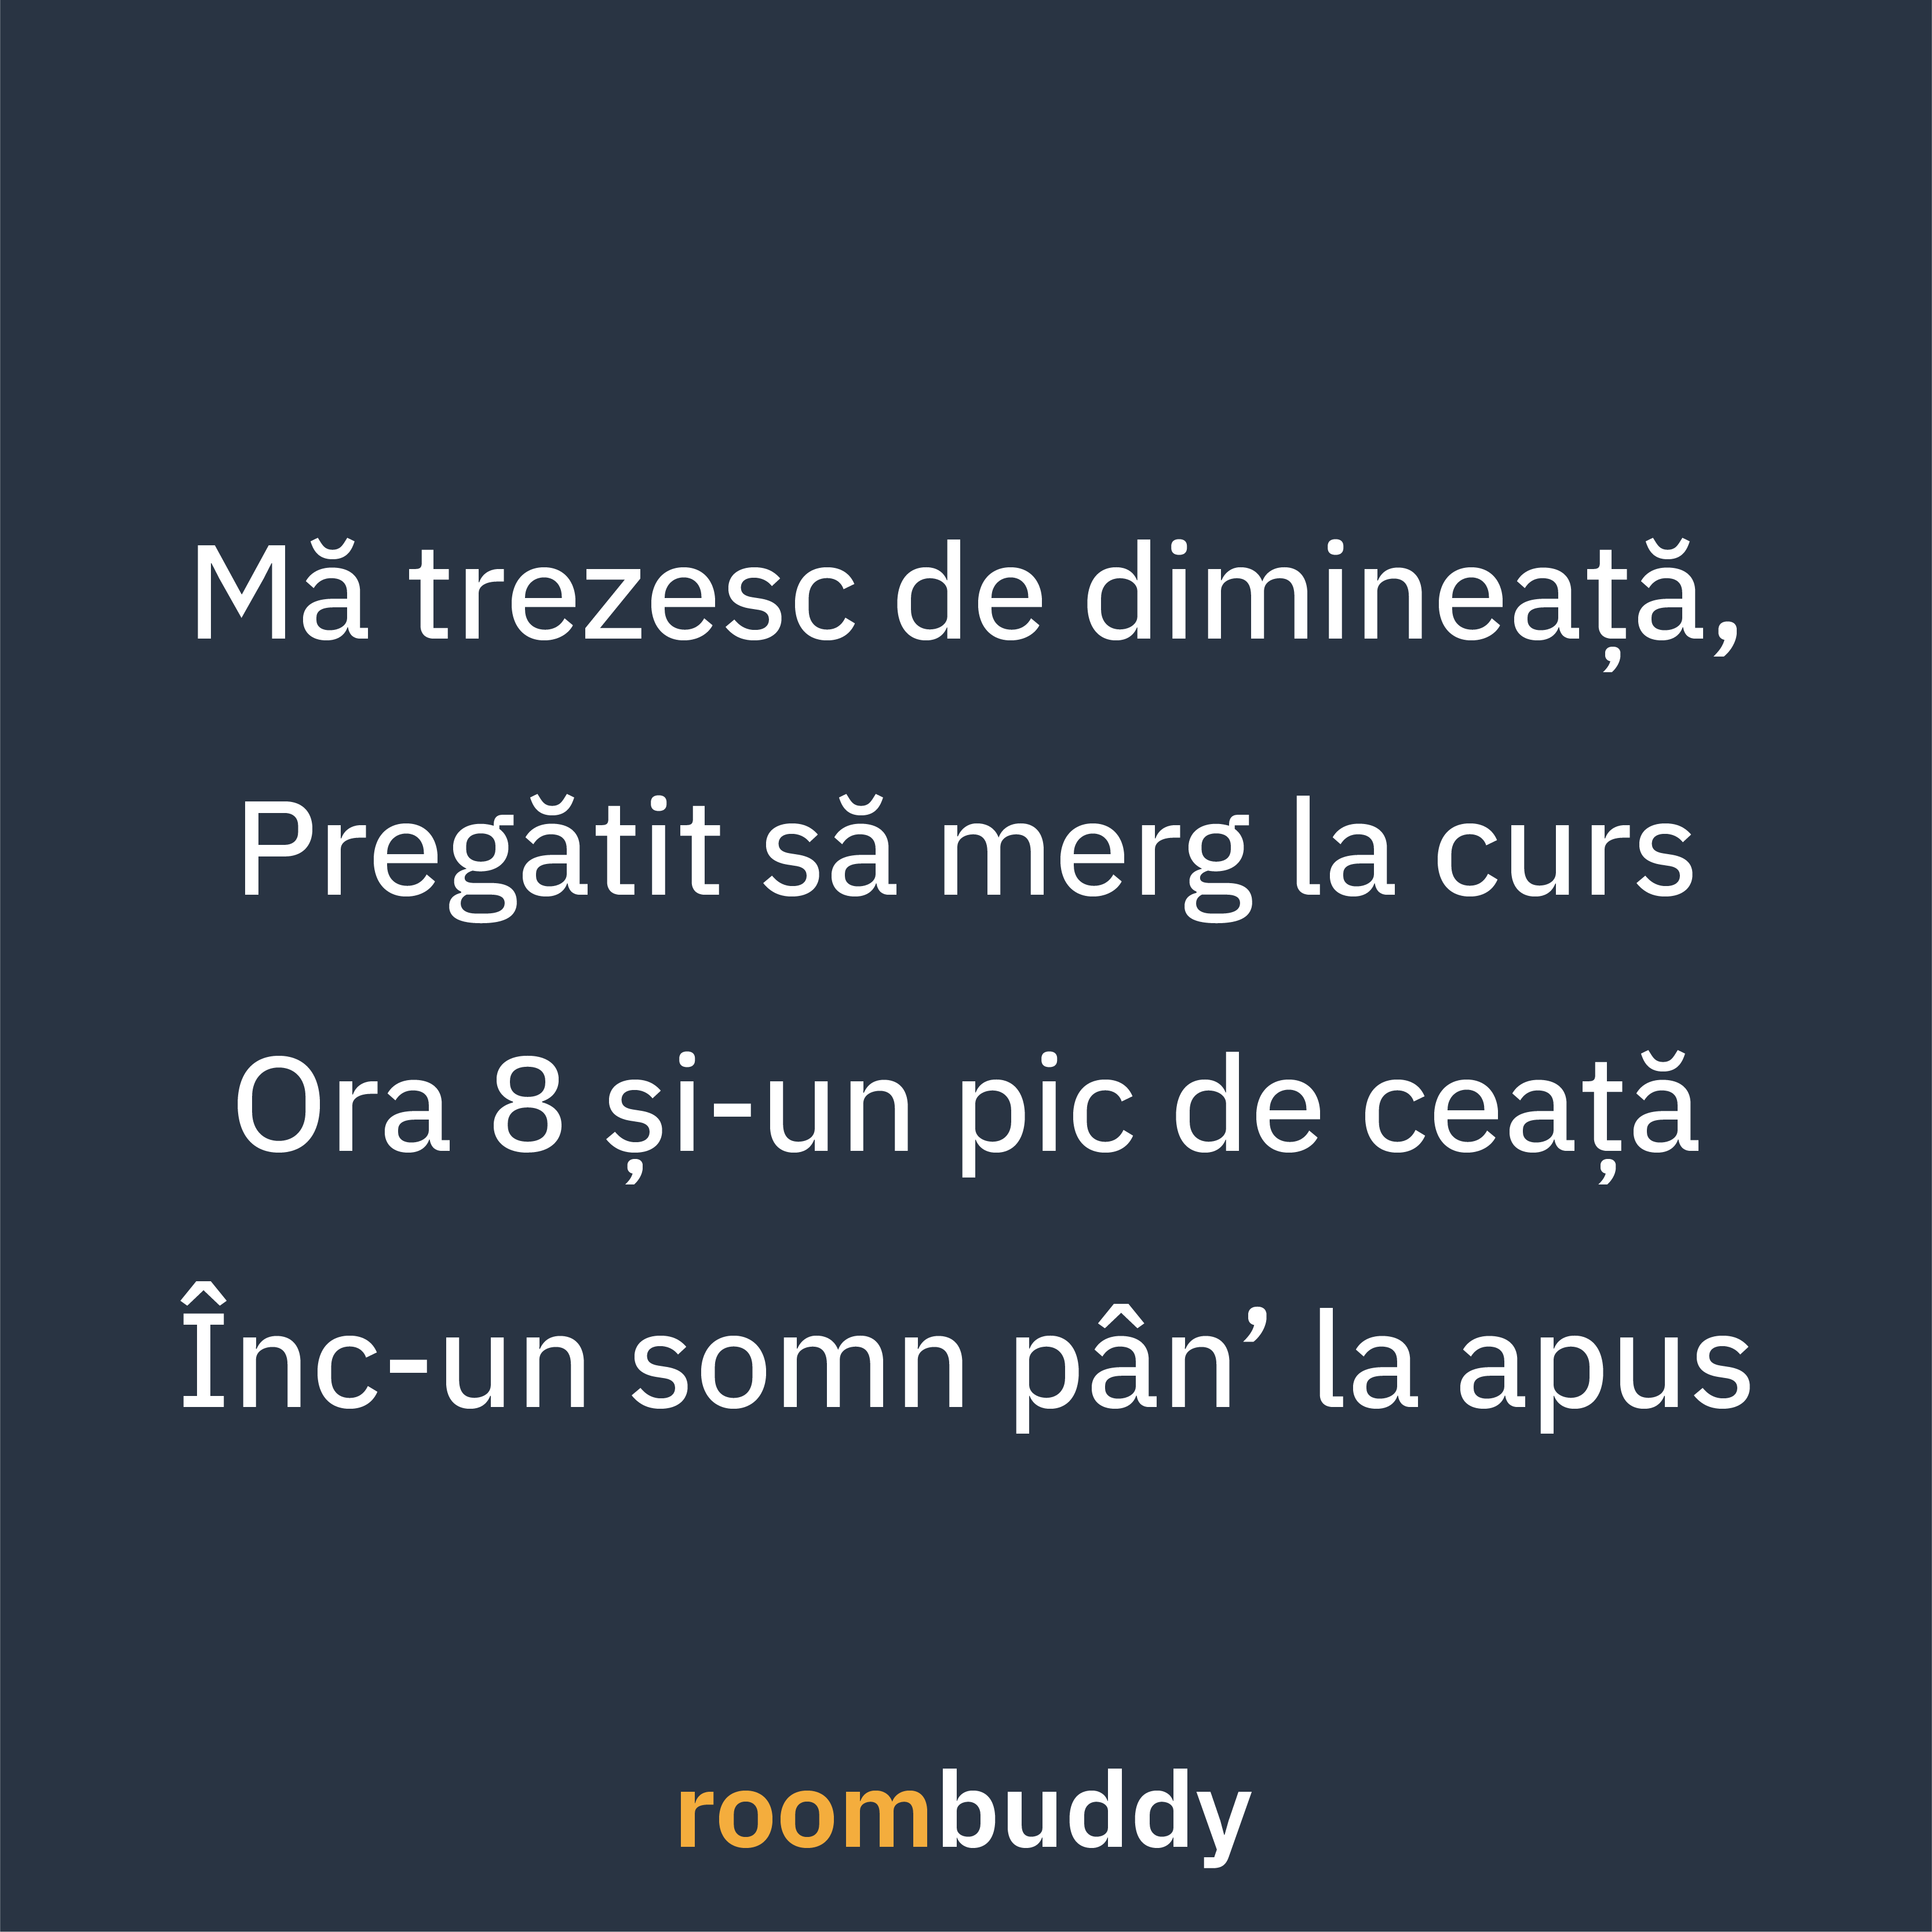 Mă trezesc de dimineață,
Pregătit să merg la curs
Ora 8 și-un pic de ceață
Înc-un somn pân’ la apus
roombuddy